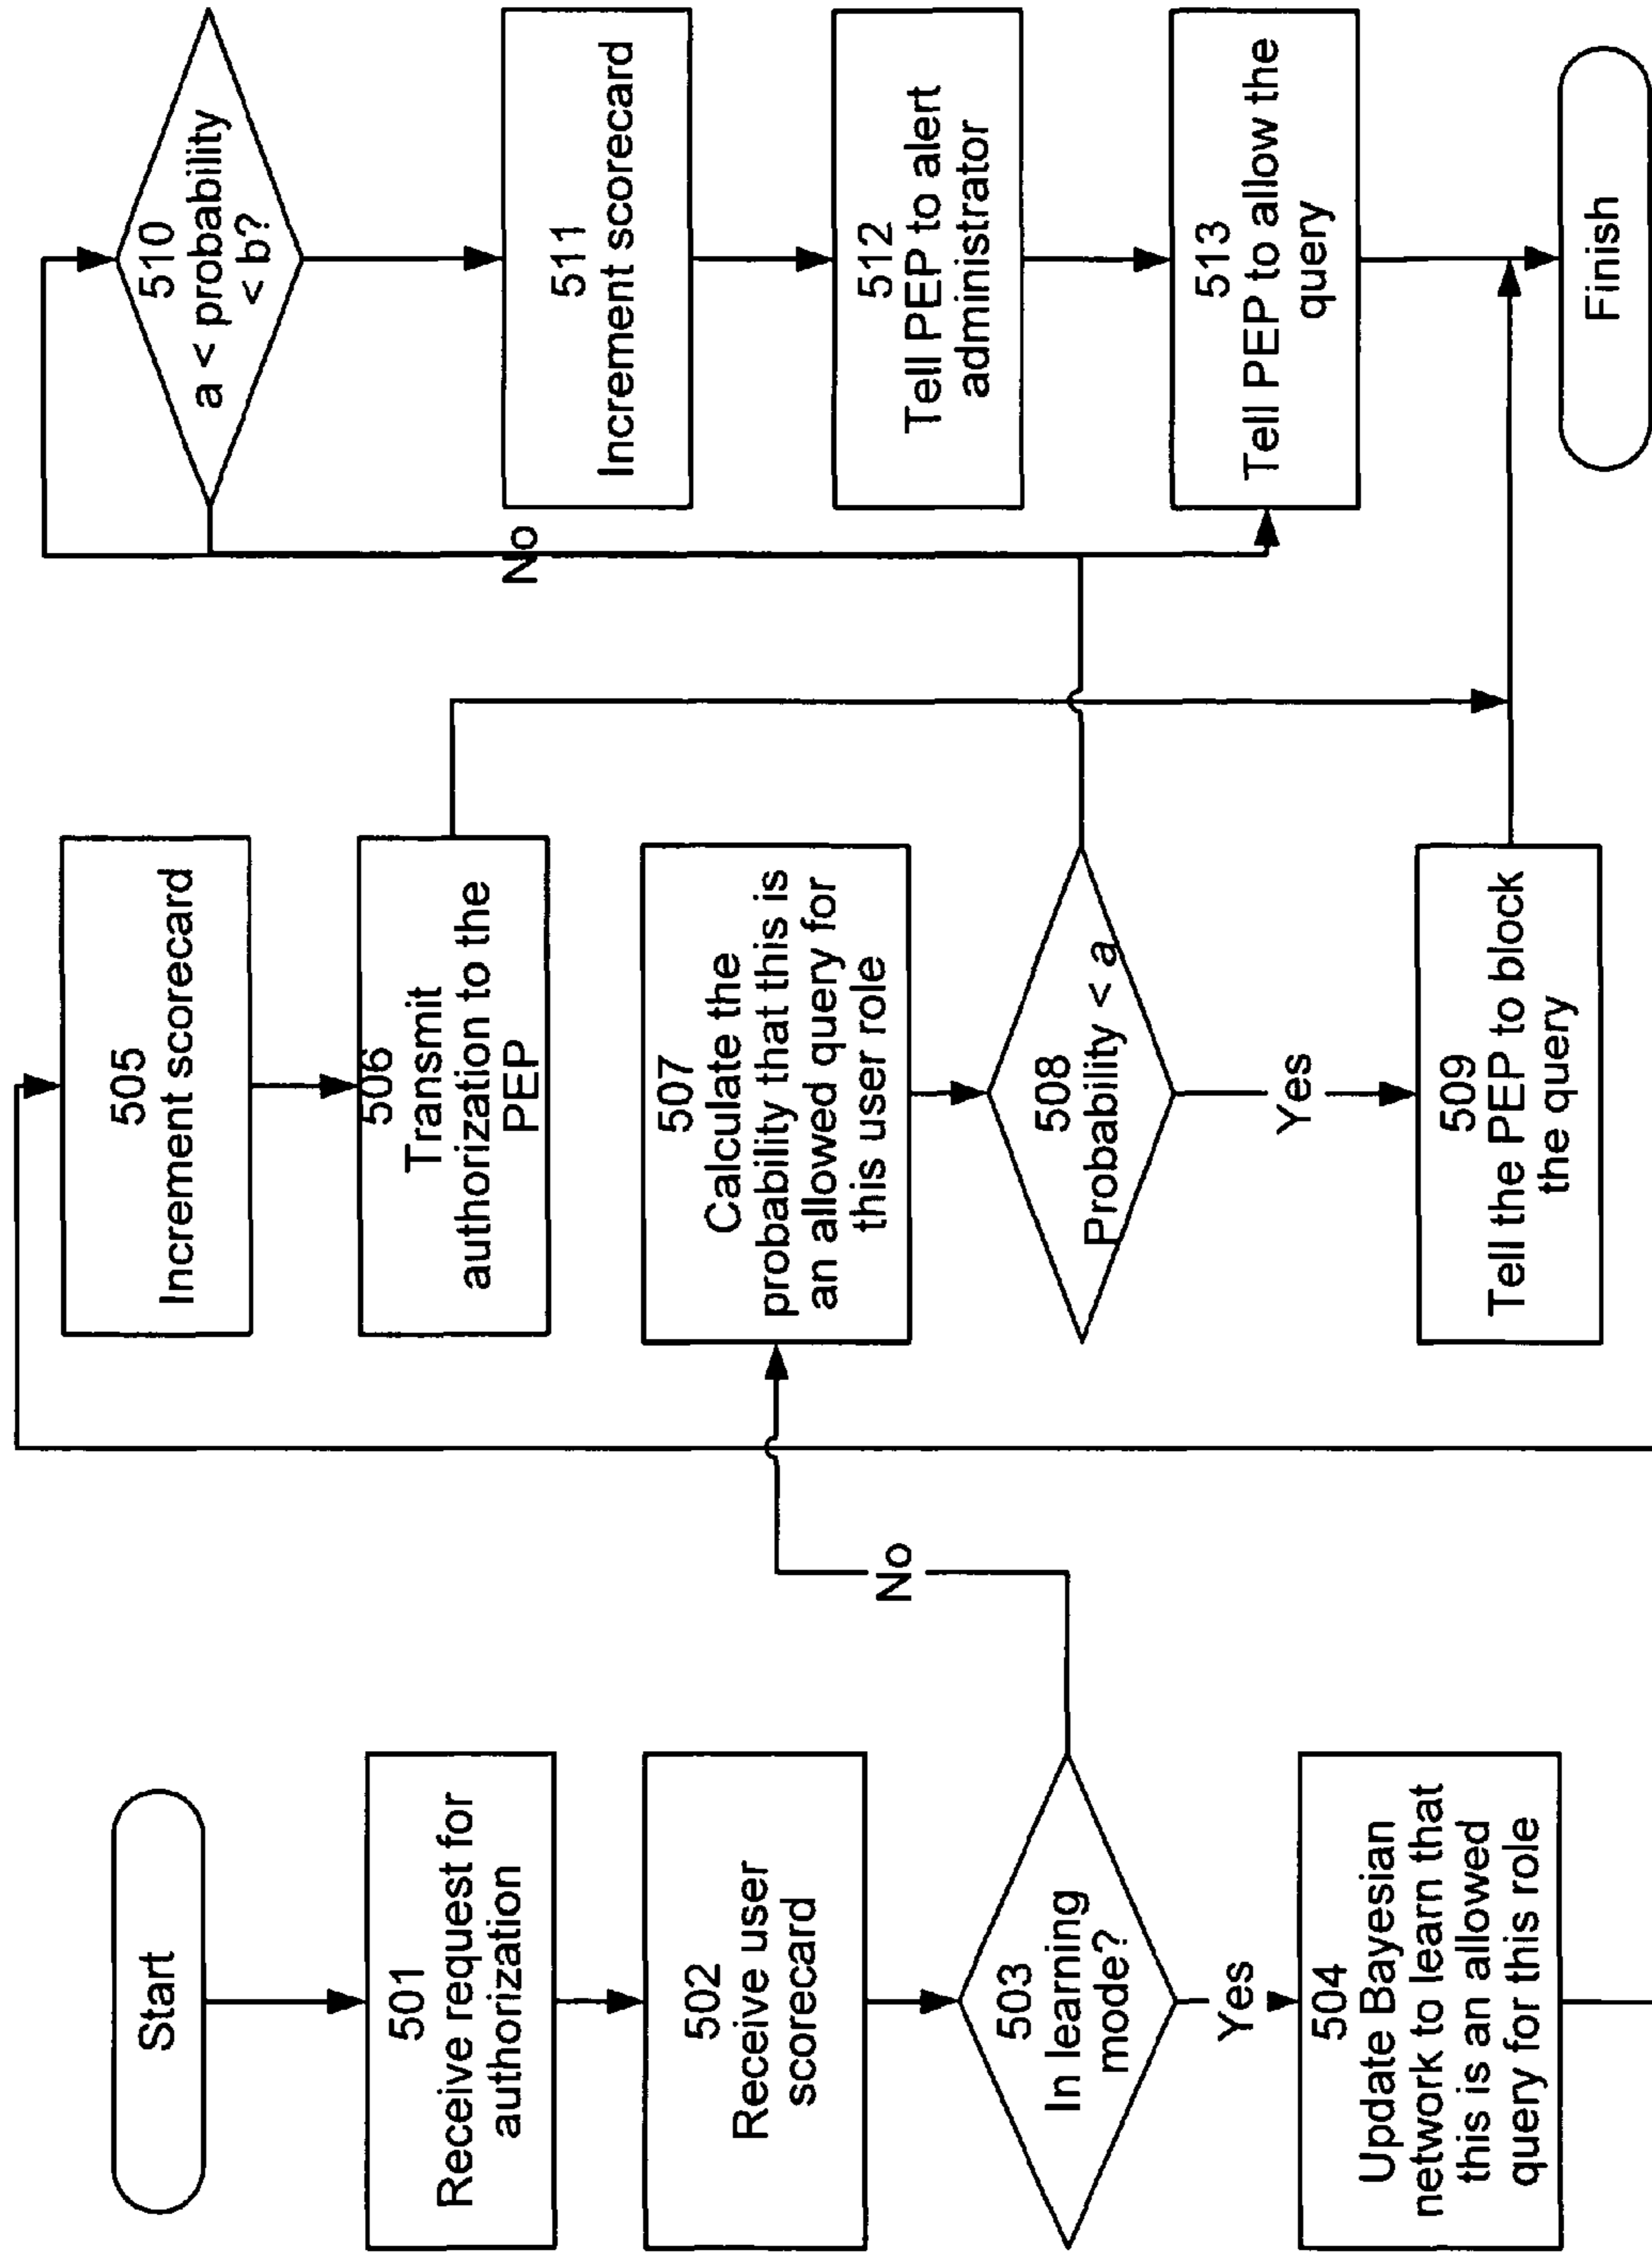 Start
501
Receive request for
authorization
502
Receive user
scorecard
503
In learning
mode?
Yes
504
Update Bayesian
network to learn that
this is an allowed
query for this role
No
505
Increment scorecard
506
Transmit
authorization to the
PEP
507
Calculate the
probability that this is
an allowed query for
this user role
508
Probability < a
Yes
509
Tell the PEP to block
the query
510
a < probability
< b?
No
511
Increment scorecard
512
Tell PEP to alert
administrator
513
Tell PEP to allow the
query
Finish